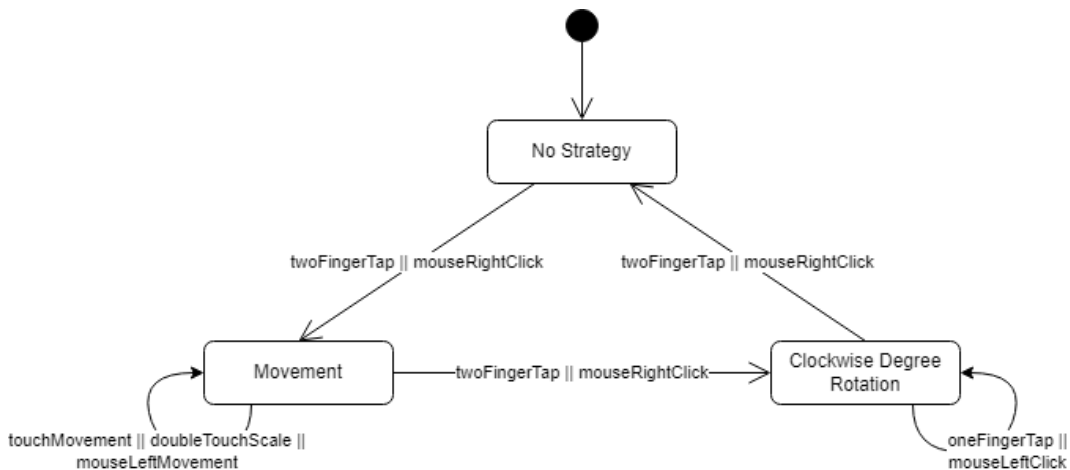 No Strategy
twoFingerTap || mouseRightClick
twoFingerTap || mouseRightClick
Movement
twoFingerTap || mouseRightClick
Clockwise Degree
Rotation
touchMovement || doubleTouchScale ||
mouseLeftMovement
oneFingerTap ||
mouseLeftClick